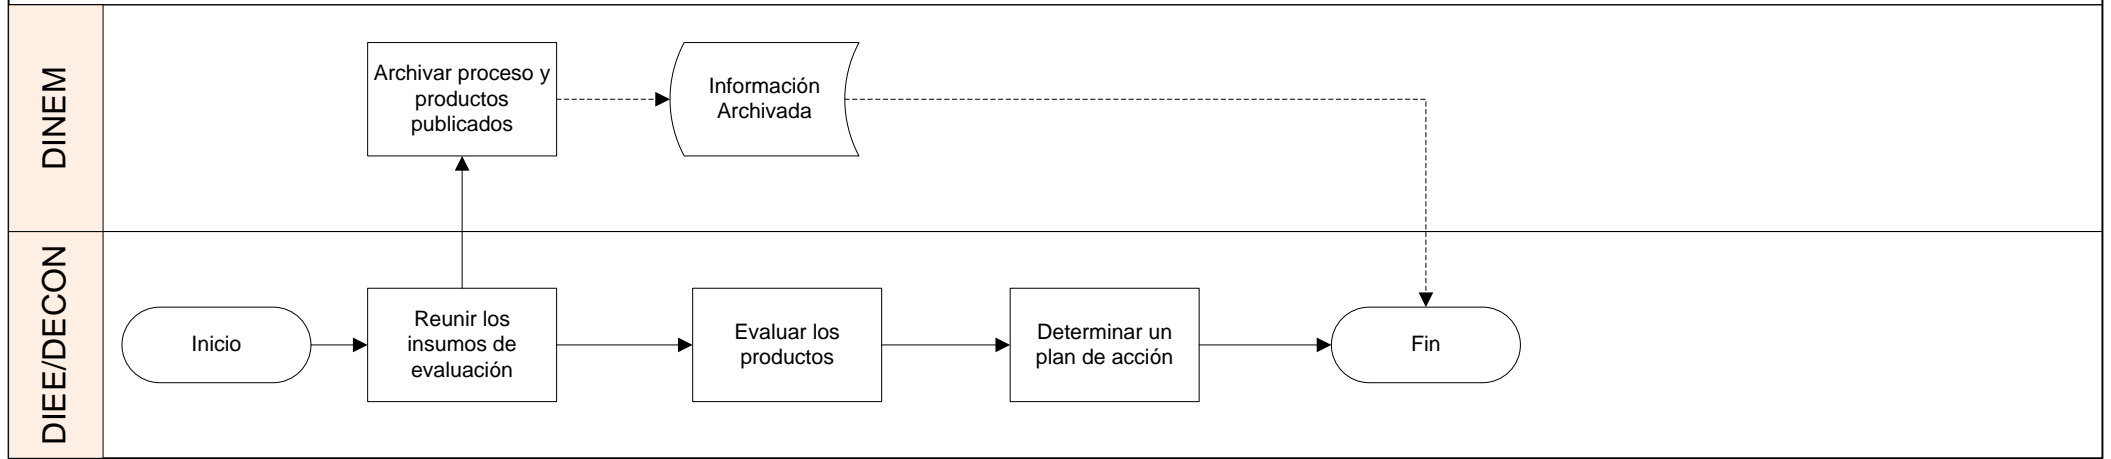 DINEM
Archivar proceso y
productos
publicados
Información
Archivada
DIEE/DECON
Inicio
Reunir los
insumos de
evaluación
Evaluar los
productos
Determinar un
plan de acción
Fin